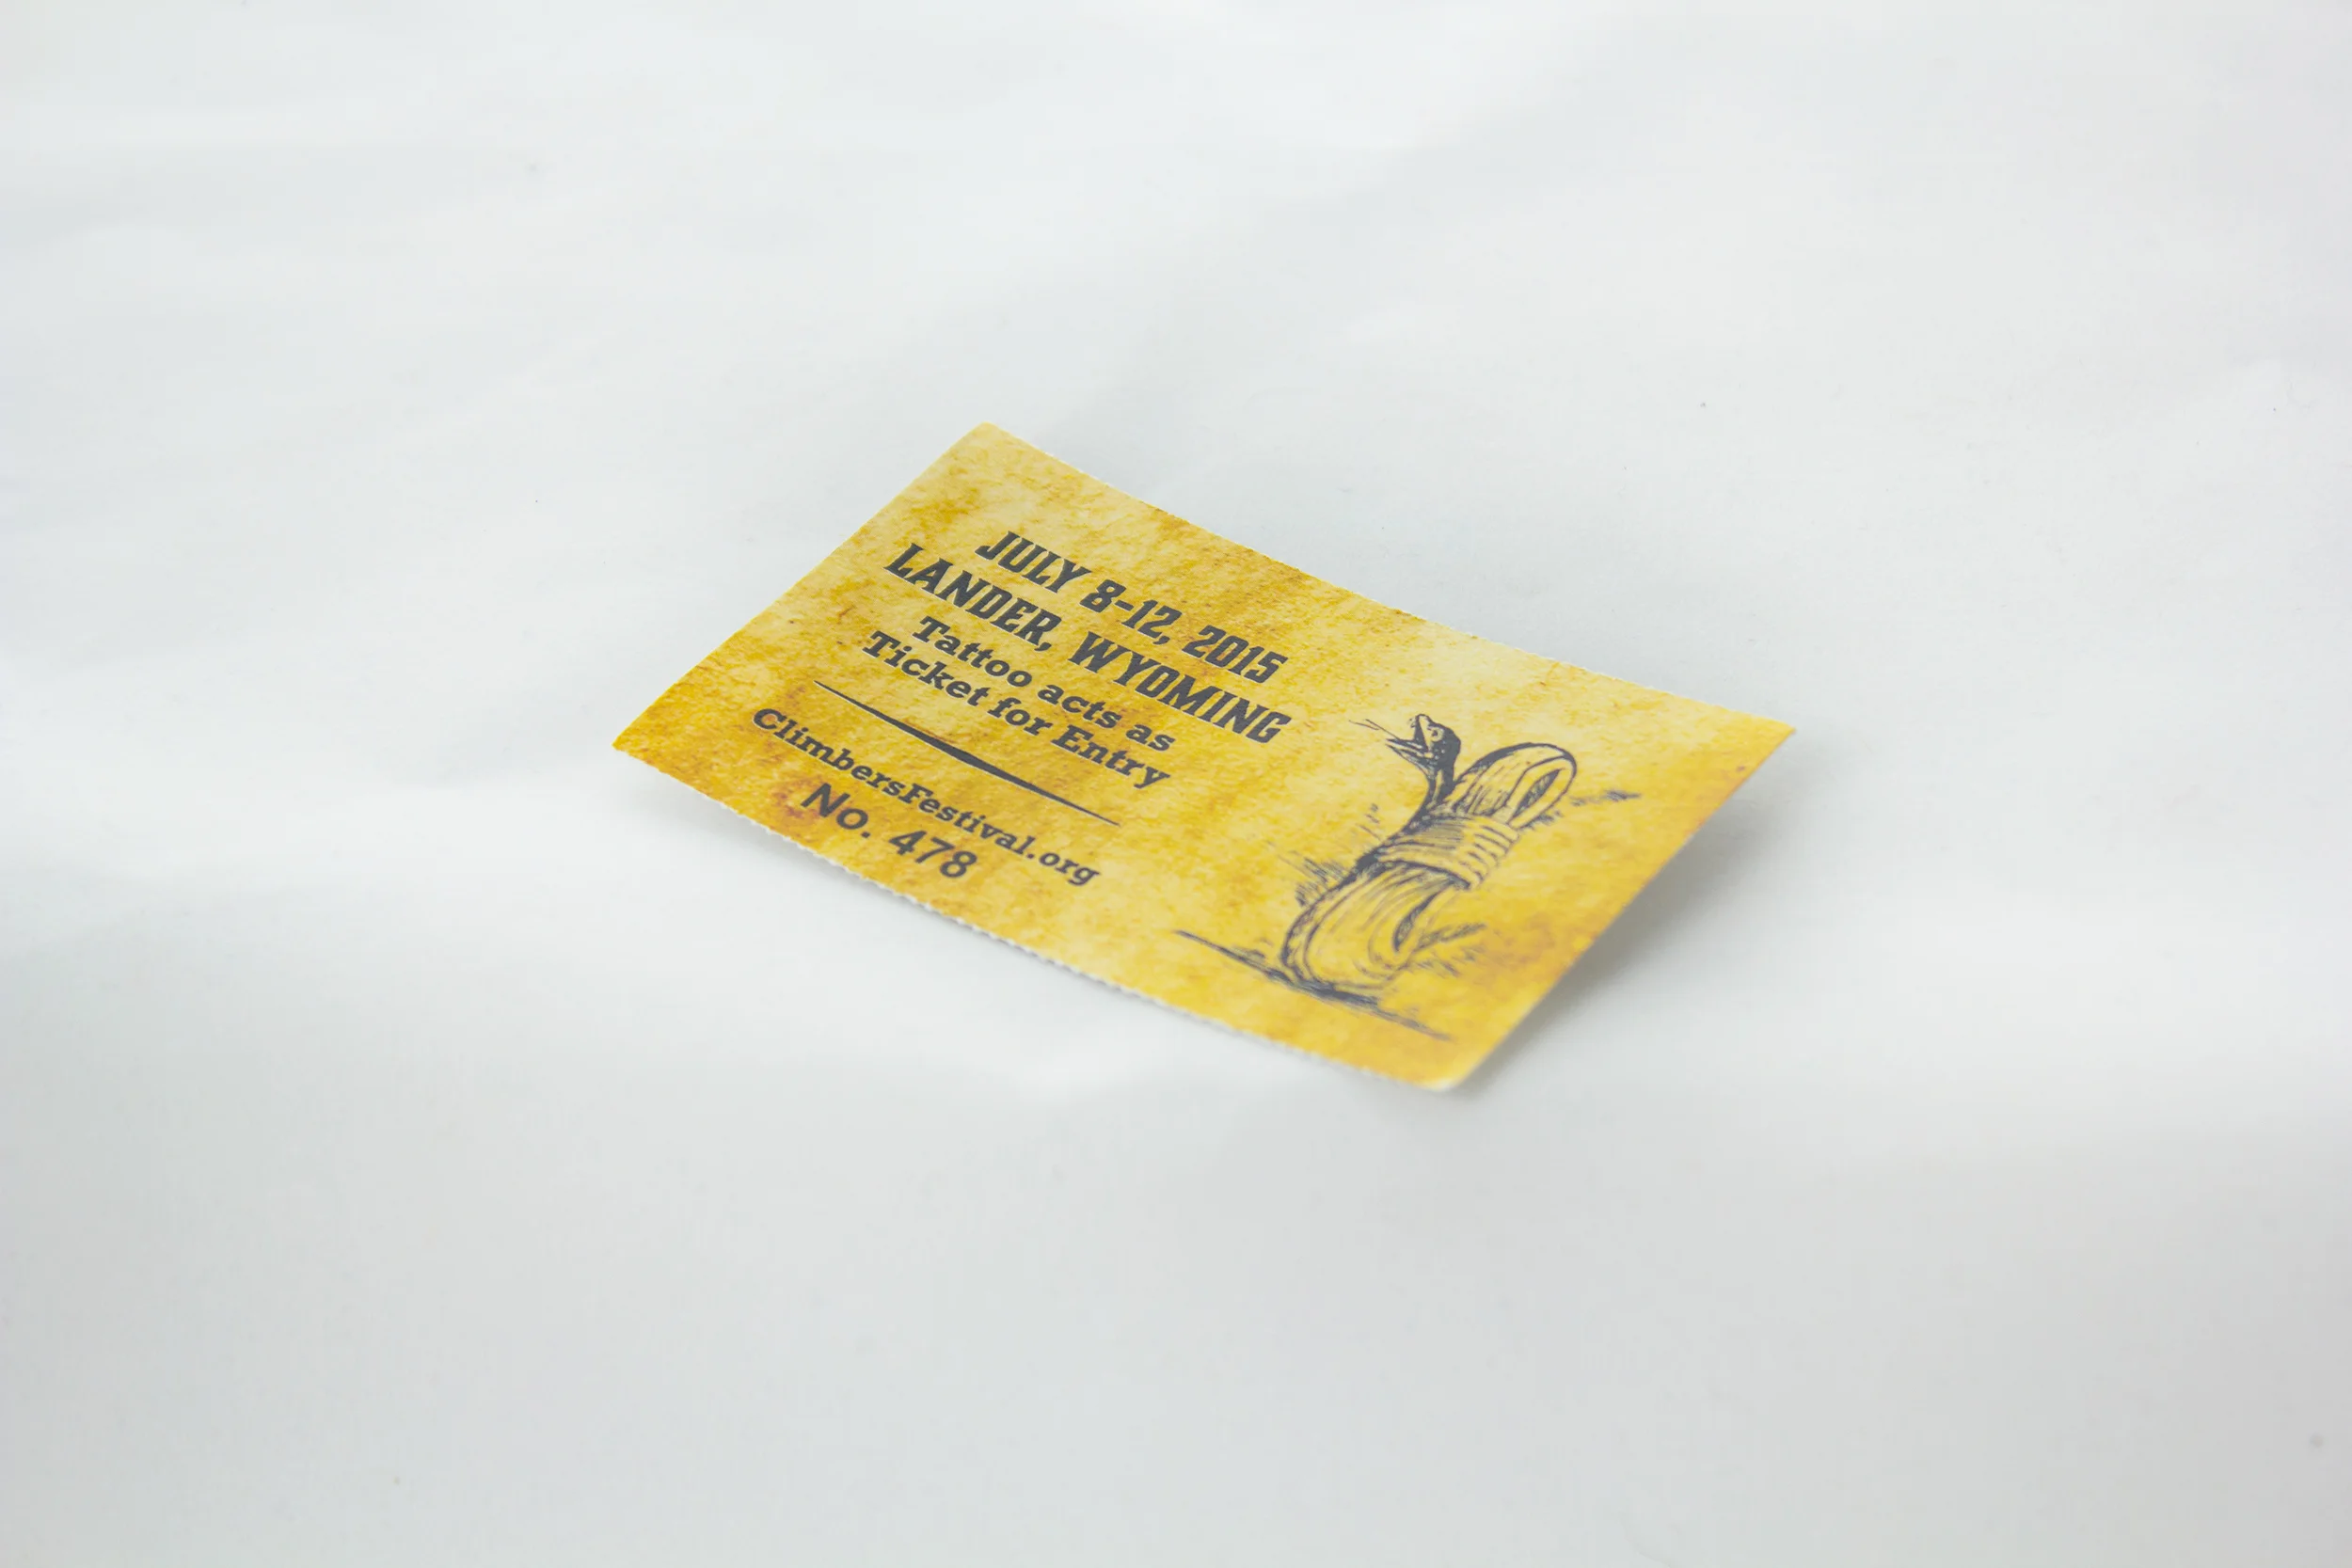 JULY 8-12, 2015
LANDER, WYOMING
Tattoo acts as
Ticket for Entry
ClimbersFestival.org
No. 478